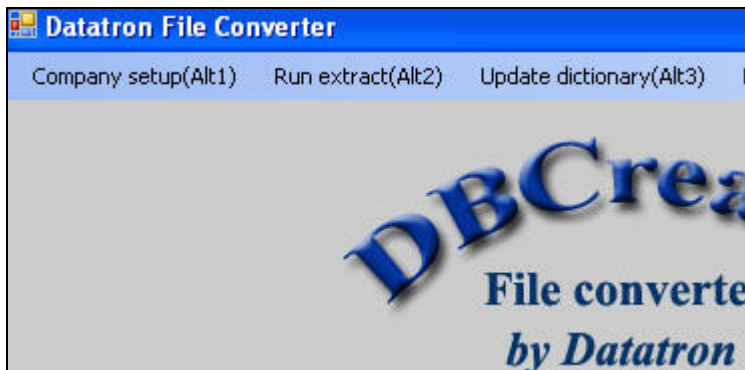 Datatron File Converter
Company setup(Alt1) Run extract(Alt2) Update dictionary(Alt3)
DBCrea
File converte
by Datatron